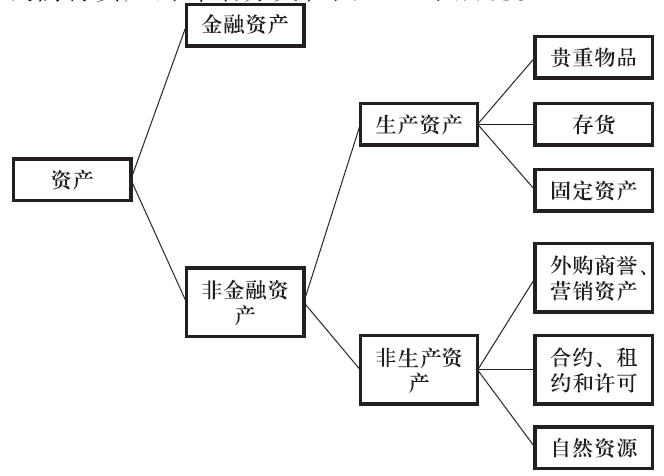 金融资产
贵重物品
生产资产
存货
资产
固定资产
非金融资
产
外购商誉、
营销资产
非生产资
产
合约、租
约和许可
自然资源